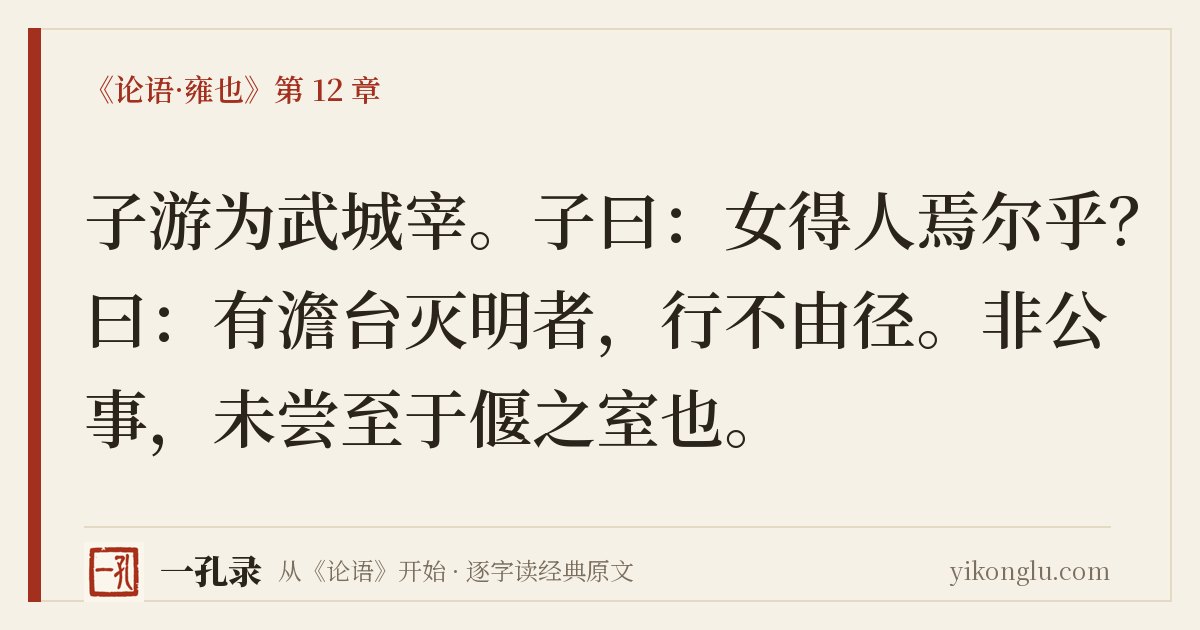 《论语·雍也》第 12 章
子游为武城宰。子曰：女得人焉尔乎？
曰：有澹台灭明者，行不由径。非公
事，未尝至于偃之室也。
一孔
一孔录 从《论语》开始 · 逐字读经典原文 yikonglu.com